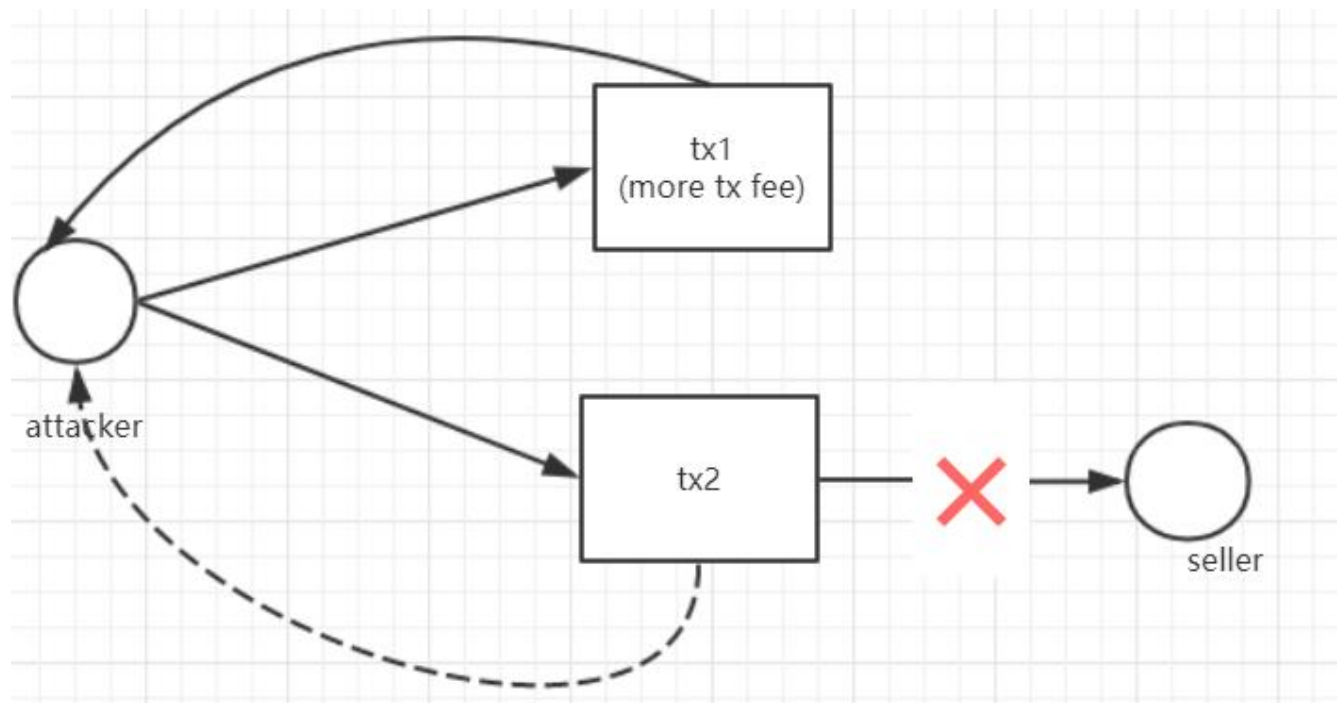 tx1
(more tx fee)
attacker
tx2
seller